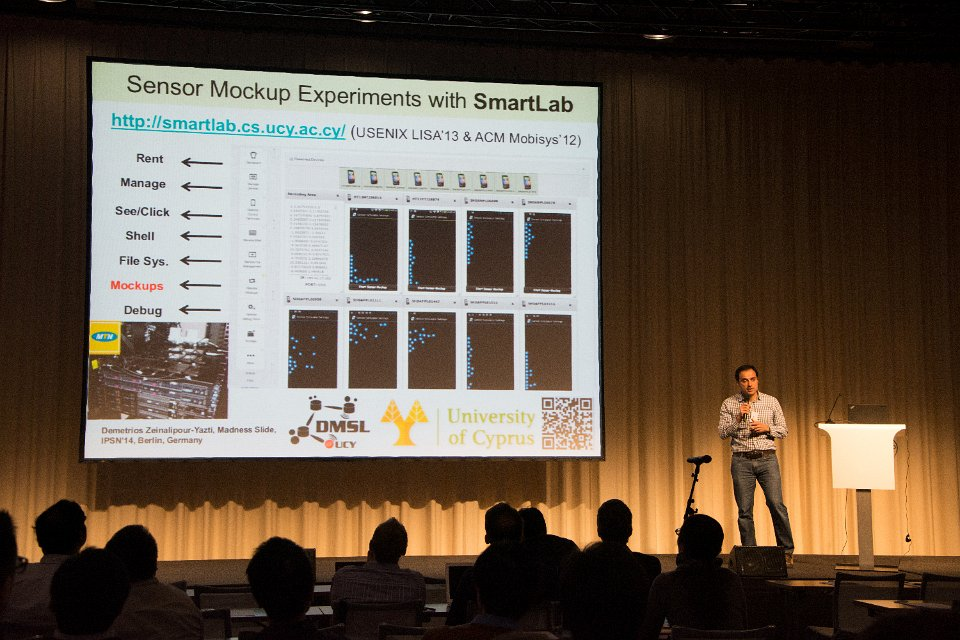 Sensor Mockup Experiments with SmartLab
http://smartlab.cs.ucy.ac.cy/ (USENIX LISA'13 & ACM Mobisys'12)
Rent
Manage
See/Click
Shell
File Sys.
Mockups
Debug
MTN
Demetrios Zeinalipour-Yazti, Madness Slide,
IPSN'14, Berlin, Germany
DMSL
UCY
University
of Cyprus